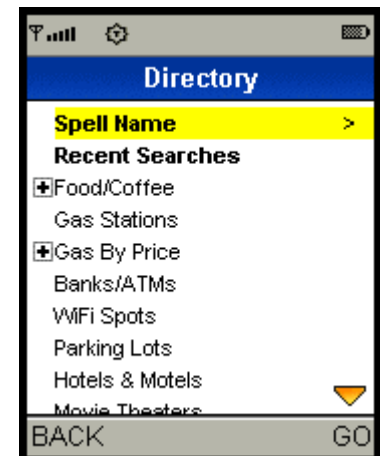 Directory
Spell Name >
Recent Searches
Food/Coffee
Gas Stations
Gas By Price
Banks/ATMs
WiFi Spots
Parking Lots
Hotels & Motels
Movie Theaters
BACK GO